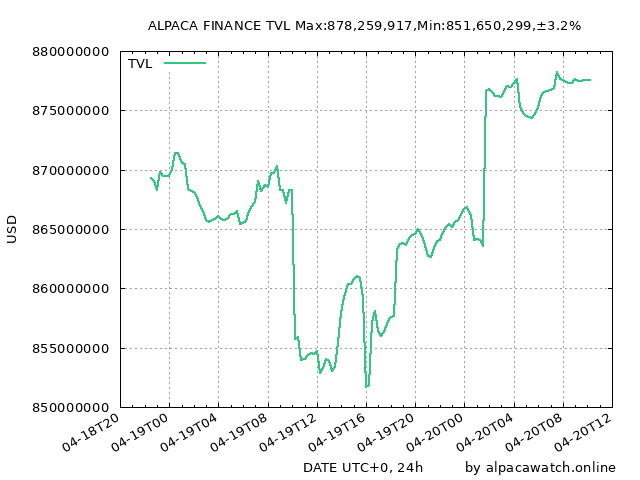 ALPACA FINANCE TVL Max:878,259,917,Min:851,650,299,±3.2%
TVL
USD
880000000
875000000
870000000
865000000
860000000
855000000
850000000
04-18T20
04-19T00
04-19T04
04-19T08
04-19T12
04-19T16
04-19T20
04-20T00
04-20T04
04-20T08
04-20T12
DATE UTC+0, 24h
by alpacawatch.online